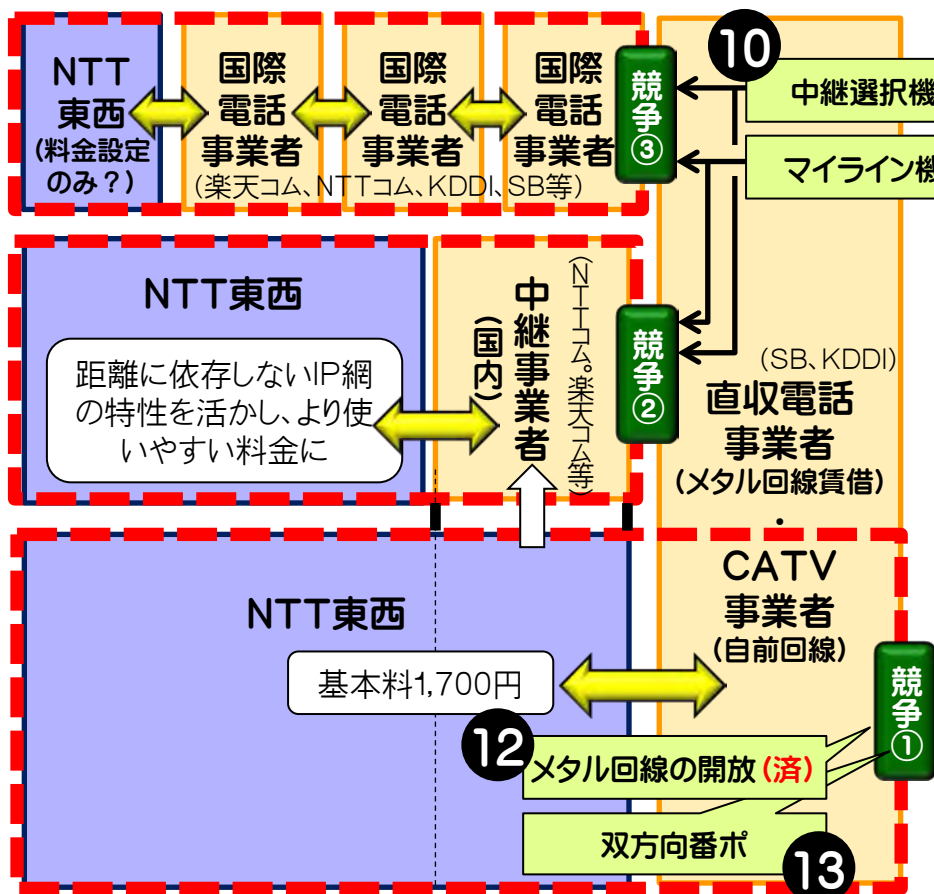 NTT
東西
(料金設定
のみ？)
国際
電話
事業者
国際
電話
事業者
国際
電話
事業者
(楽天コム、NTTコム、KDDI、SB等)
競争③
10
中継選択機
マイライン機
NTT東西
距離に依存しないIP網
の特性を活かし、より使
いやすい料金に
中継事業者
(国内)
(NTTコム。楽天コム等)
競争②
(SB、KDDI)
直収電話
事業者
(メタル回線賃借)
・
CATV
事業者
(自前回線)
NTT東西
基本料1,700円
競争①
12
メタル回線の開放(済)
双方向番ポ
13